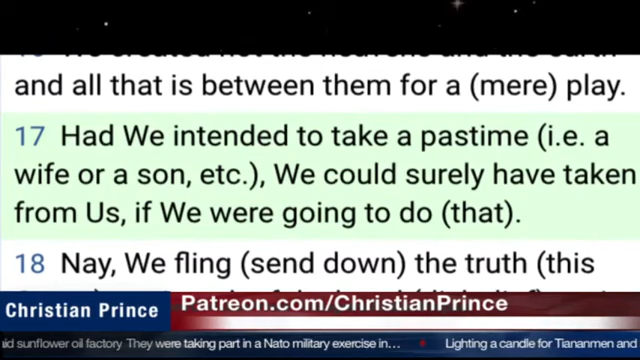 and all that is between them for a (mere) play.
17 Had We intended to take a pastime (i.e. a
wife or a son, etc.), We could surely have taken
from Us, if We were going to do (that).
18 Nay, We fling (send down) the truth (this
Christian Prince
Patreon.com/ChristianPrince
aid sunflower oil factory They were taking part in a Nato military exercise in... Lighting a candle for Tiananmen and